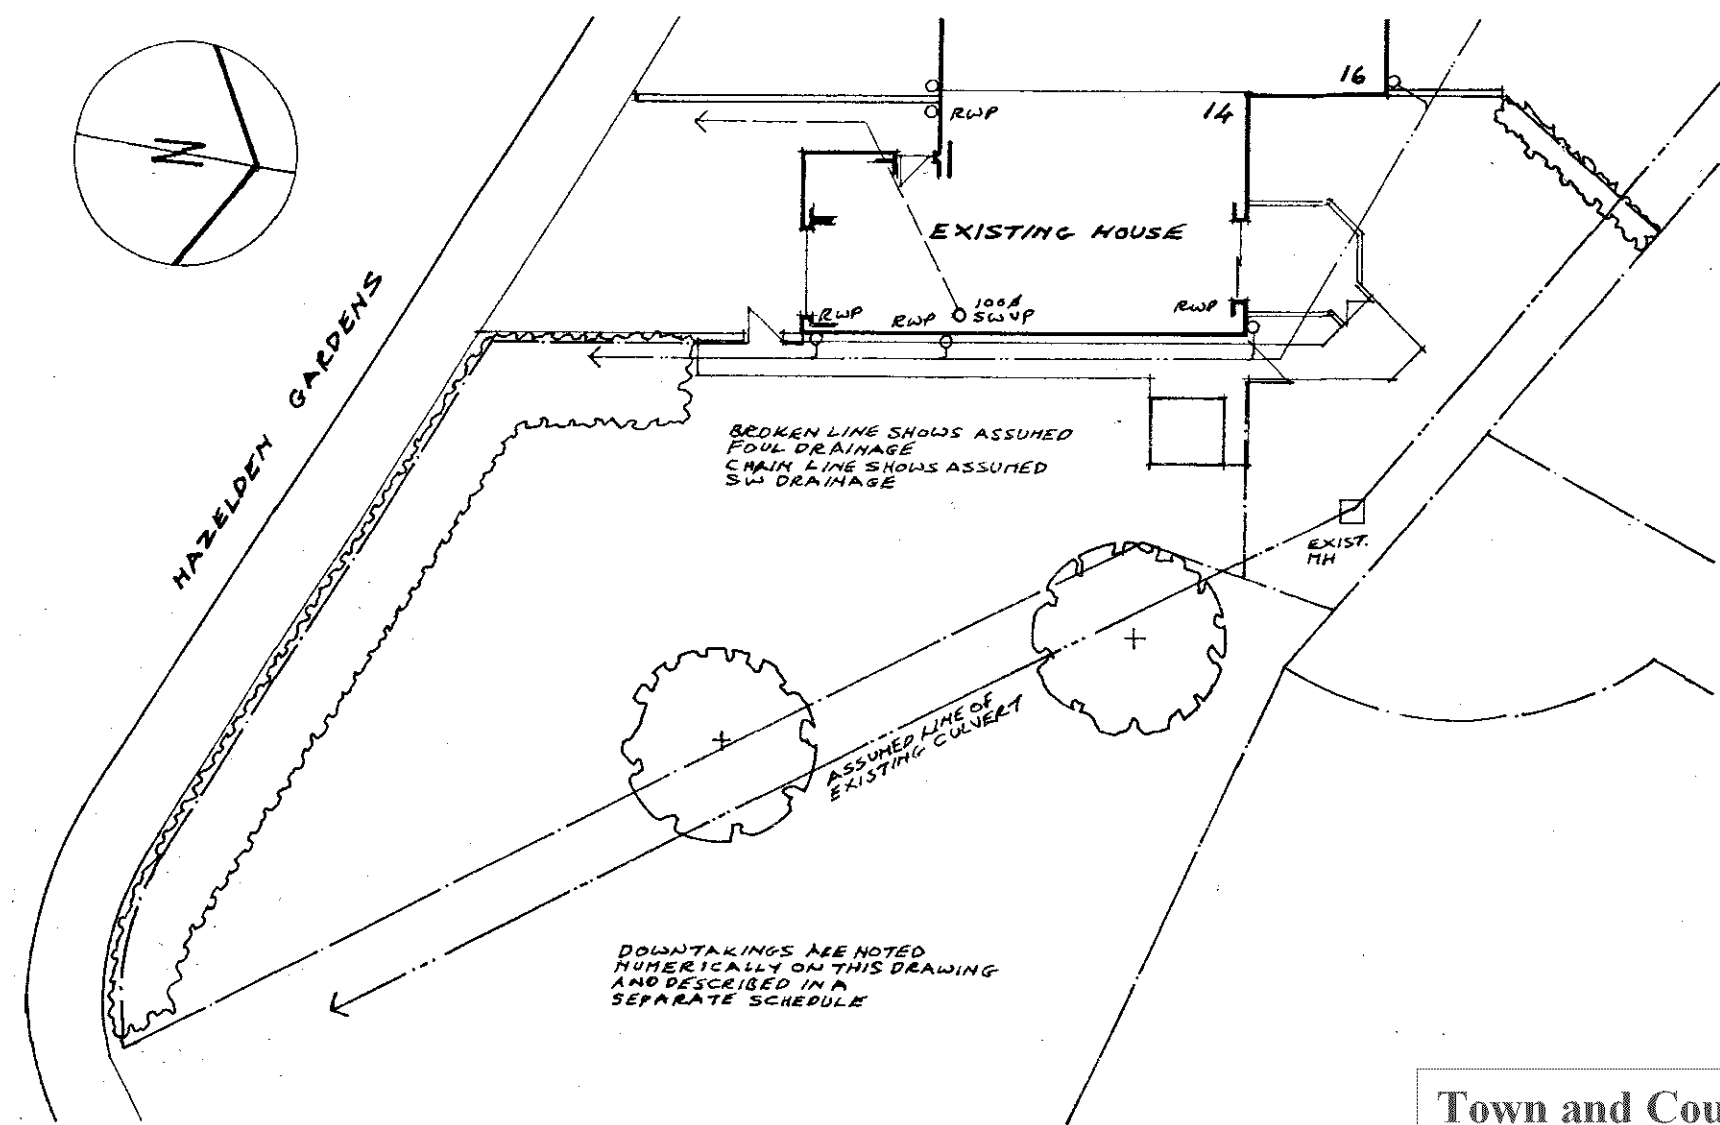 16
RWP
14
N
EXISTING HOUSE
100ø
SWVP
RWP
RWP
RWP
HAZELDEN GARDENS
BROKEN LINE SHOWS ASSUMED
FOUL DRAINAGE
CHAIN LINE SHOWS ASSUMED
SW DRAINAGE
EXIST.
MH
ASSUMED LINE OF
EXISTING CULVERT
DOWNTAKINGS ARE NOTED
NUMERICALLY ON THIS DRAWING
AND DESCRIBED IN A
SEPARATE SCHEDULE
Town and Cou